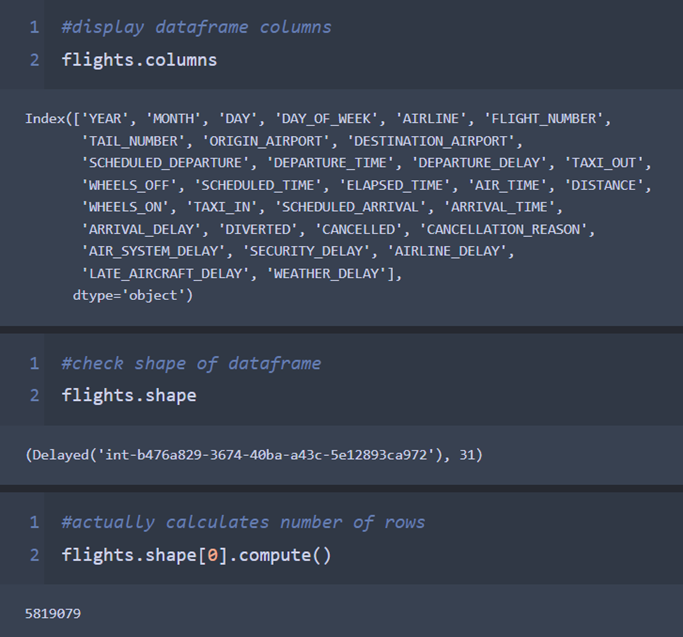 1 #display dataframe columns
2 flights.columns
Index(['YEAR', 'MONTH', 'DAY', 'DAY_OF_WEEK', 'AIRLINE', 'FLIGHT_NUMBER',
'TAIL_NUMBER', 'ORIGIN_AIRPORT', 'DESTINATION_AIRPORT',
'SCHEDULED_DEPARTURE', 'DEPARTURE_TIME', 'DEPARTURE_DELAY', 'TAXI_OUT',
'WHEELS_OFF', 'SCHEDULED_TIME', 'ELAPSED_TIME', 'AIR_TIME', 'DISTANCE',
'WHEELS_ON', 'TAXI_IN', 'SCHEDULED_ARRIVAL', 'ARRIVAL_TIME',
'ARRIVAL_DELAY', 'DIVERTED', 'CANCELLED', 'CANCELLATION_REASON',
'AIR_SYSTEM_DELAY', 'SECURITY_DELAY', 'AIRLINE_DELAY',
'LATE_AIRCRAFT_DELAY', 'WEATHER_DELAY'],
dtype='object')
1 #check shape of dataframe
2 flights.shape
(Delayed('int-b476a829-3674-40ba-a43c-5e12893ca972'), 31)
1 #actually calculates number of rows
2 flights.shape[0].compute()
5819079